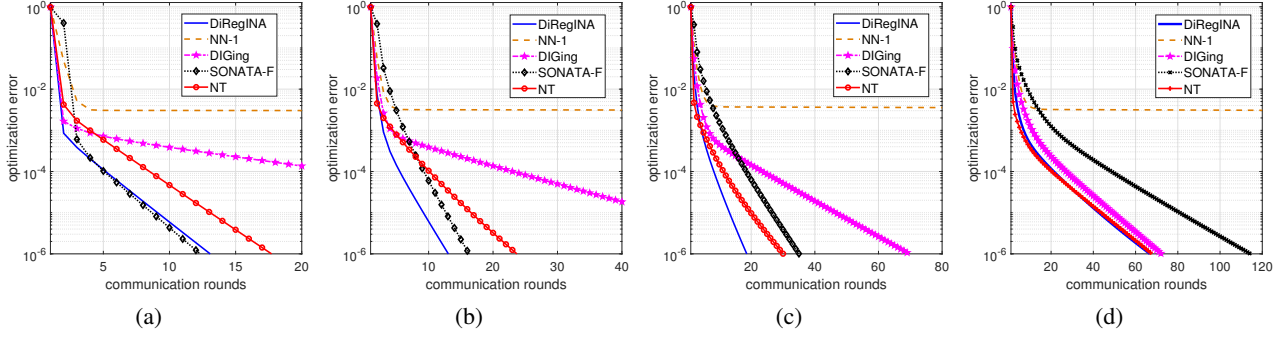 optimization error
10^0
10^-2
10^-4
10^-6
DiRegINA
NN-1
DIGing
SONATA-F
NT
5
10
15
20
communication rounds
(a)
optimization error
10^0
10^-2
10^-4
10^-6
DiRegINA
NN-1
DIGing
SONATA-F
NT
10
20
30
40
communication rounds
(b)
optimization error
10^0
10^-2
10^-4
10^-6
DiRegINA
NN-1
DIGing
SONATA-F
NT
20
40
60
80
communication rounds
(c)
optimization error
10^0
10^-2
10^-4
10^-6
DiRegINA
NN-1
DIGing
SONATA-F
NT
20
40
60
80
100
120
communication rounds
(d)